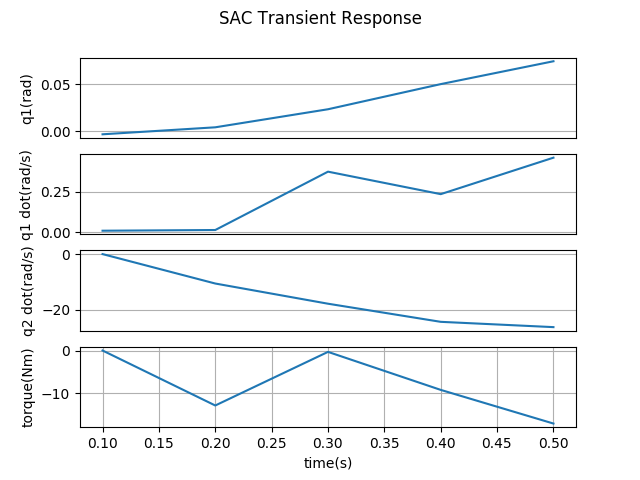 SAC Transient Response
q1(rad)
0.05
0.00
q1 dot(rad/s)
0.25
0.00
q2 dot(rad/s)
0
−20
torque(Nm)
0
−10
0.10 0.15 0.20 0.25 0.30 0.35 0.40 0.45 0.50
time(s)